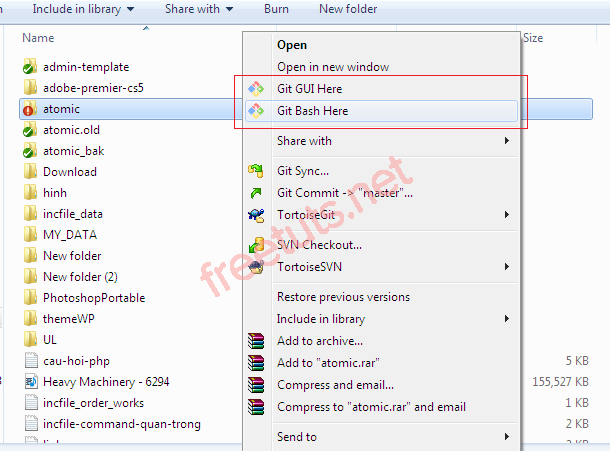 Include in library Share with Burn New folder
Name
Size
admin-template
adobe-premier-cs5
atomic
atomic.old
atomic_bak
Download
hinh
incfile_data
MY_DATA
New folder
New folder (2)
PhotoshopPortable
themeWP
UL
cau-hoi-php
5 KB
Heavy Machinery - 6294
155,527 KB
incfile_order_works
1 KB
incfile-command-quan-trong
2 KB
2 KB
Open
Open in new window
Git GUI Here
Git Bash Here
Share with
Git Sync...
Git Commit -> "master"...
TortoiseGit
SVN Checkout...
TortoiseSVN
Restore previous versions
Include in library
Add to archive...
Add to "atomic.rar"
Compress and email...
Compress to "atomic.rar" and email
Send to
freetuts.net